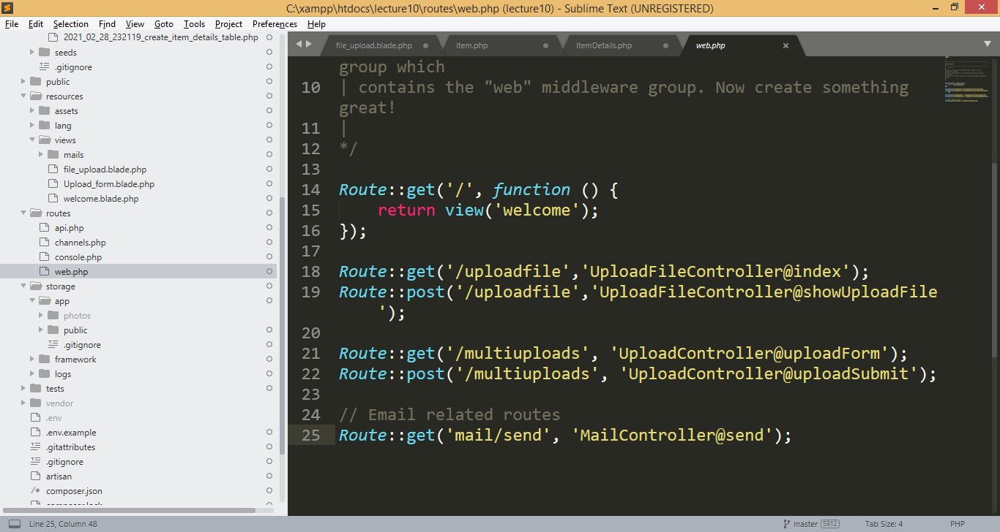 C:\xampp\htdocs\lecture10\routes\web.php (lecture10) - Sublime Text (UNREGISTERED)
File Edit Selection Find View Goto Tools Project Preferences Help
2021_02_28_232119_create_item_details_table.php
seeds
.gitignore
public
resources
assets
lang
views
mails
file_upload.blade.php
Upload_form.blade.php
welcome.blade.php
routes
api.php
channels.php
console.php
web.php
storage
app
photos
public
.gitignore
framework
logs
tests
vendor
.env
.env.example
.gitattributes
.gitignore
artisan
composer.json
composer.lock
file_upload.blade.php Item.php ItemDetails.php web.php
group which
10 | contains the "web" middleware group. Now create something
great!
11 |
12 */
13
14 Route::get('/', function () {
15 return view('welcome');
16 });
17
18 Route::get('/uploadfile','UploadFileController@index');
19 Route::post('/uploadfile','UploadFileController@showUploadFile
');
20
21 Route::get('/multiuploads', 'UploadController@uploadForm');
22 Route::post('/multiuploads', 'UploadController@uploadSubmit');
23
24 // Email related routes
25 Route::get('mail/send', 'MailController@send');
Line 25, Column 48 master 5912 Tab Size: 4 PHP